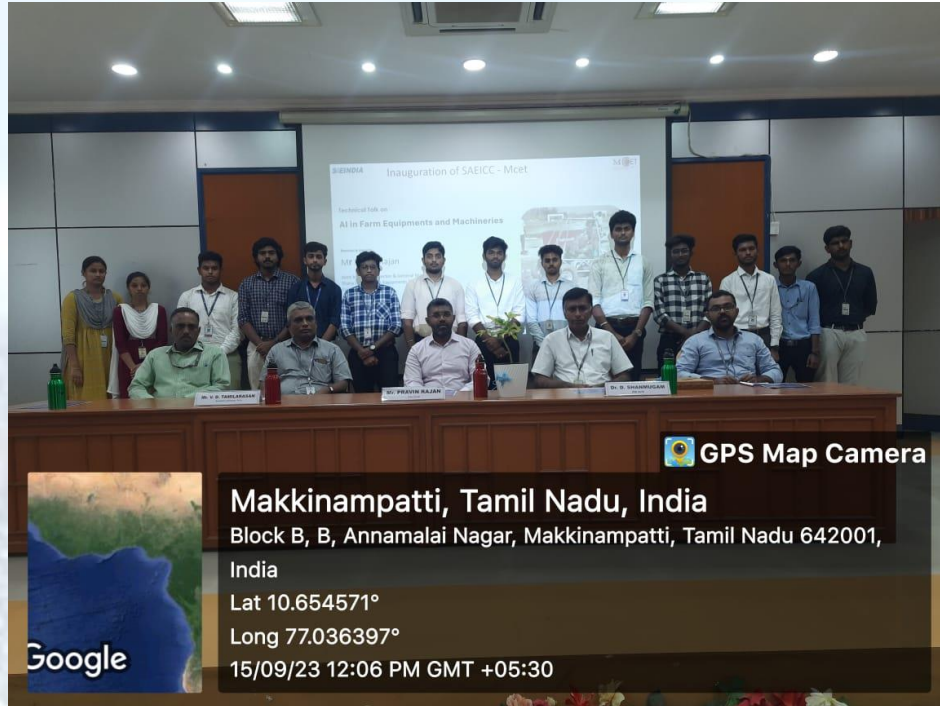 SAEINDIA
Inauguration of SAEICC - Mcet
Technical Talk on
AI in Farm Equipments and Machineries
Mr. V. R. TAMILARASAN
Mr. PRAVIN RAJAN
Dr. D. SHANMUGAM
GPS Map Camera
Makkinampatti, Tamil Nadu, India
Block B, B, Annamalai Nagar, Makkinampatti, Tamil Nadu 642001,
India
Lat 10.654571°
Long 77.036397°
15/09/23 12:06 PM GMT +05:30
Google